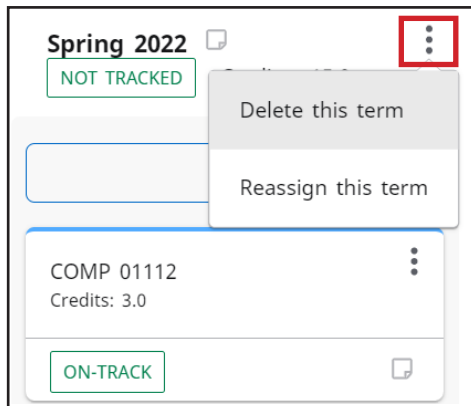 Spring 2022
NOT TRACKED
Delete this term
Reassign this term
COMP 01112
Credits: 3.0
ON-TRACK